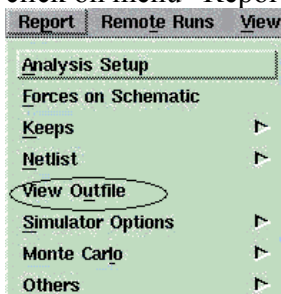 click on menu "Repor
Report Remote Runs View
Analysis Setup
Forces on Schematic
Keeps
Netlist
View Outfile
Simulator Options
Monte Carlo
Others